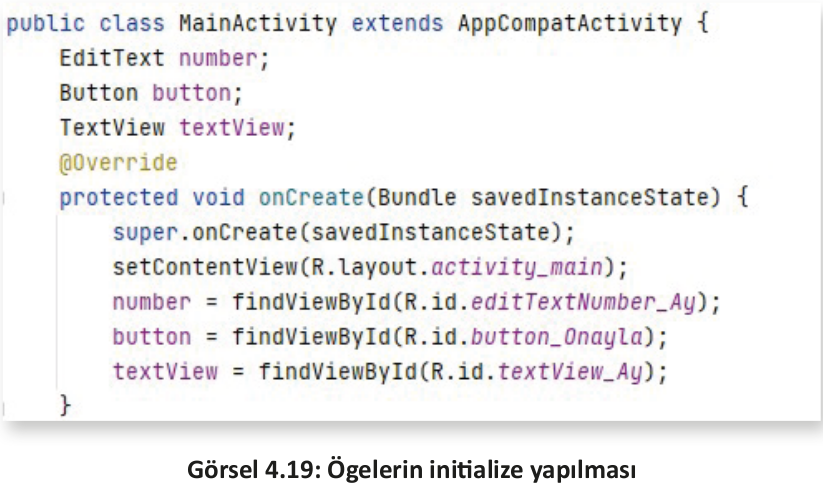 public class MainActivity extends AppCompatActivity {
    EditText number;
    Button button;
    TextView textView;
    @Override
    protected void onCreate(Bundle savedInstanceState) {
        super.onCreate(savedInstanceState);
        setContentView(R.layout.activity_main);
        number = findViewById(R.id.editTextNumber_Ay);
        button = findViewById(R.id.button_Onayla);
        textView = findViewById(R.id.textView_Ay);
    }
Görsel 4.19: Ögelerin initialize yapılması